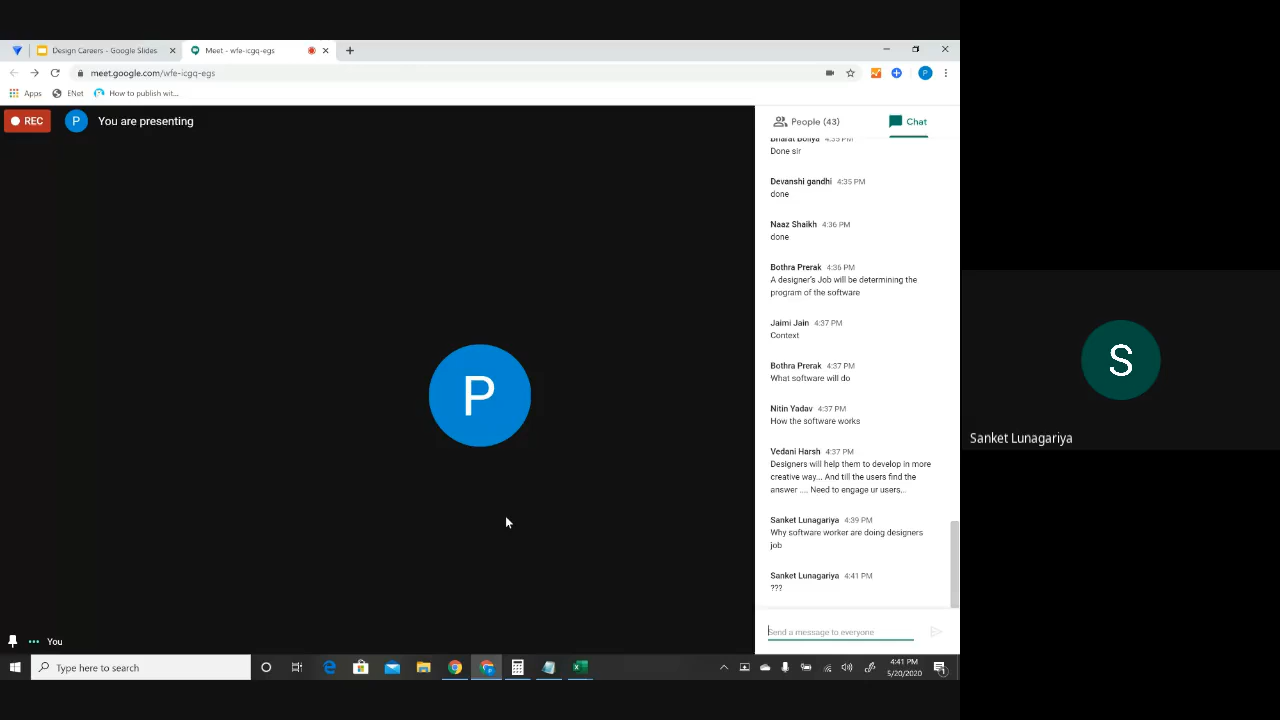 Design Careers - Google Slides
Meet - wfe-icgq-egs
meet.google.com/wfe-icgq-egs
P
Apps
ENet
How to publish wit...
REC
P
You are presenting
People (43)
Chat
Bharat Boliya 4:35 PM
Done sir
Devanshi gandhi 4:35 PM
done
Naaz Shaikh 4:36 PM
done
Bothra Prerak 4:36 PM
A designer's Job will be determining the
program of the software
Jaimi Jain 4:37 PM
Context
Bothra Prerak 4:37 PM
What software will do
Nitin Yadav 4:37 PM
How the software works
Vedani Harsh 4:37 PM
Designers will help them to develop in more
creative way... And till the users find the
answer .... Need to engage ur users...
Sanket Lunagariya 4:39 PM
Why software worker are doing designers
job
Sanket Lunagariya 4:41 PM
???
Send a message to everyone
P
You
S
Sanket Lunagariya
Type here to search
4:41 PM
5/20/2020
1